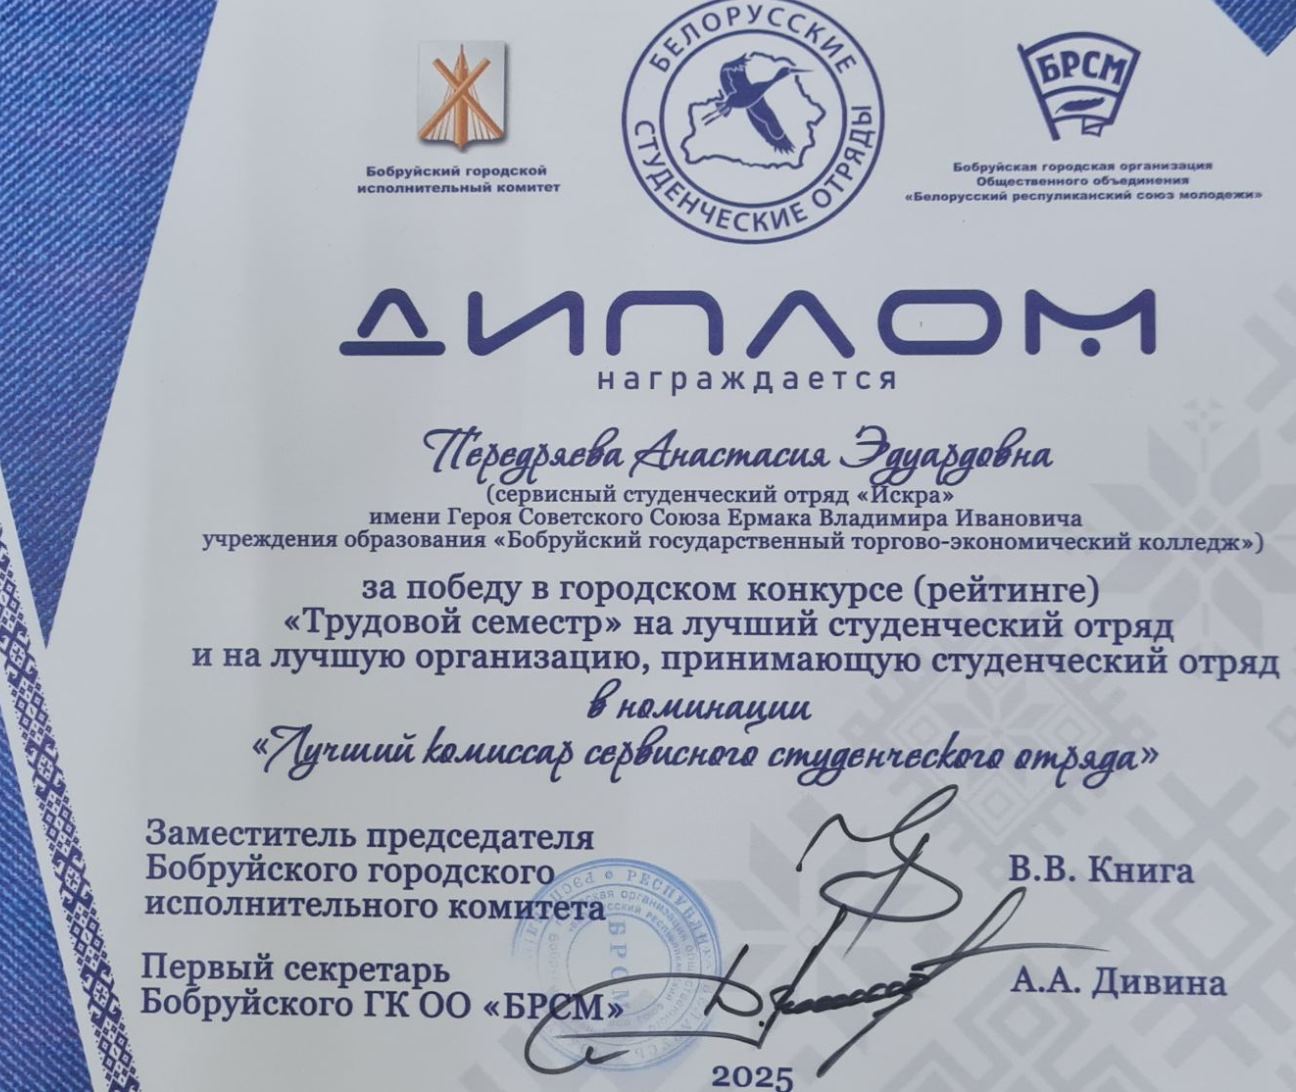 БЕЛОРУССКИЕ
СТУДЕНЧЕСКИЕ ОТРЯДЫ
БРСМ
Бобруйский городской
исполнительный комитет
Бобруйская городская организация
Общественного объединения
«Белорусский респуликанский союз молодежи»
ДИПЛОМ
награждается
Передряева Анастасия Эдуардовна
(сервисный студенческий отряд «Искра»
имени Героя Советского Союза Ермака Владимира Ивановича
учреждения образования «Бобруйский государственный торгово-экономический колледж»)
за победу в городском конкурсе (рейтинге)
«Трудовой семестр» на лучший студенческий отряд
и на лучшую организацию, принимающую студенческий отряд
в номинации
«Лучший комиссар сервисного студенческого отряда»
Заместитель председателя
Бобруйского городского
исполнительного комитета
В.В. Книга
Первый секретарь
Бобруйского ГК ОО «БРСМ»
А.А. Дивина
БРСМ
2025